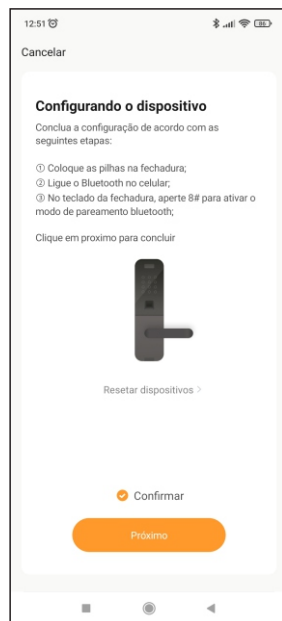 12:51
86
Cancelar
Configurando o dispositivo
Conclua a configuração de acordo com as
seguintes etapas:
① Coloque as pilhas na fechadura;
② Ligue o Bluetooth no celular;
③ No teclado da fechadura, aperte 8# para ativar o
modo de pareamento bluetooth;
Clique em proximo para concluir
Resetar dispositivos >
Confirmar
Próximo